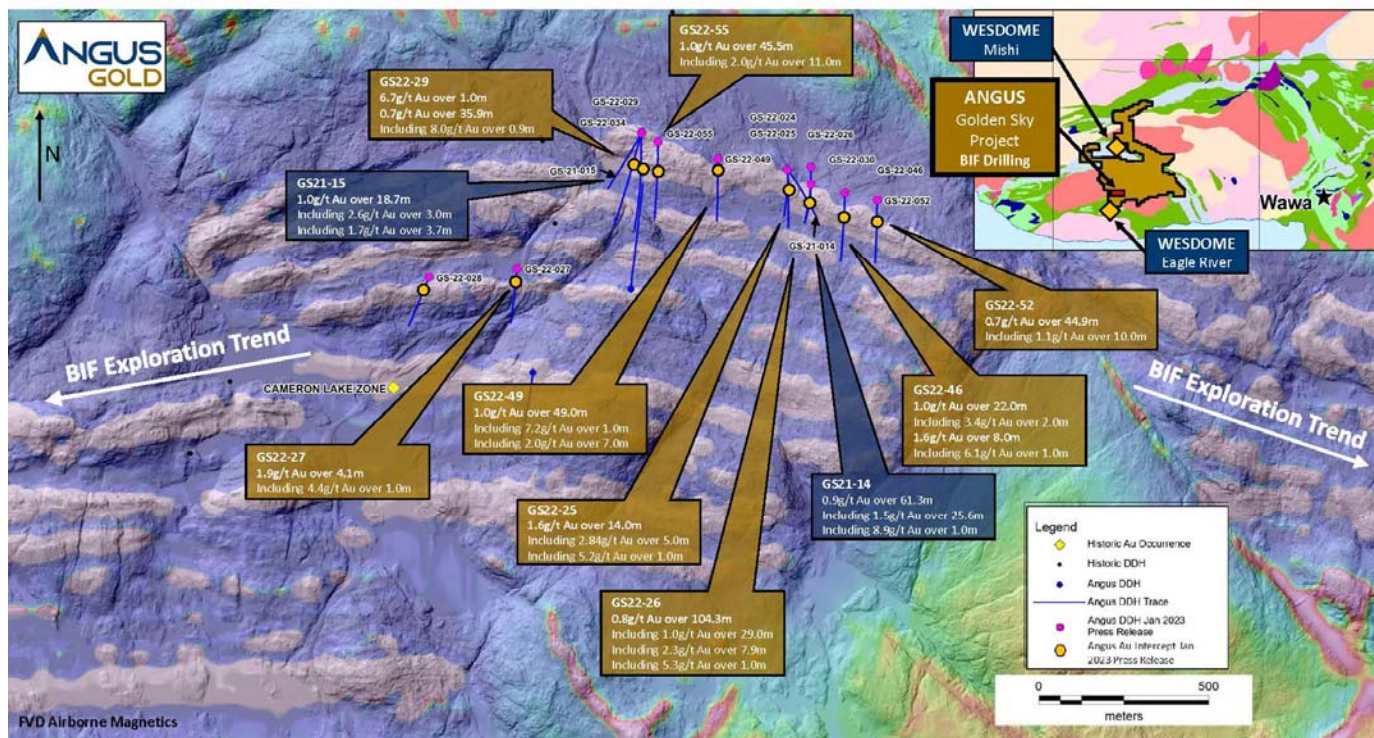 ANGUS
GOLD
N
GS22-55
1.0g/t Au over 45.5m
Including 2.0g/t Au over 11.0m
GS22-29
6.7g/t Au over 1.0m
0.7g/t Au over 35.9m
Including 8.0g/t Au over 0.9m
GS21-15
1.0g/t Au over 18.7m
Including 2.6g/t Au over 3.0m
Including 1.7g/t Au over 3.7m
GS-22-029
GS-22-034
GS-21-015
GS-22-055
GS-22-049
GS-22-024
GS-22-025
GS-22-026
GS-22-030
GS-22-046
GS-22-052
GS-21-014
GS-22-028
GS-22-027
WESDOME
Mishi
ANGUS
Golden Sky
Project
BIF Drilling
Wawa
WESDOME
Eagle River
BIF Exploration Trend
CAMERON LAKE ZONE
BIF Exploration Trend
GS22-52
0.7g/t Au over 44.9m
Including 1.1g/t Au over 10.0m
GS22-46
1.0g/t Au over 22.0m
Including 3.4g/t Au over 2.0m
1.6g/t Au over 8.0m
Including 6.1g/t Au over 1.0m
GS22-49
1.0g/t Au over 49.0m
Including 7.2g/t Au over 1.0m
Including 2.0g/t Au over 7.0m
GS22-27
1.9g/t Au over 4.1m
Including 4.4g/t Au over 1.0m
GS21-14
0.9g/t Au over 61.3m
Including 1.5g/t Au over 25.6m
Including 8.9g/t Au over 1.0m
GS22-25
1.6g/t Au over 14.0m
Including 2.84g/t Au over 5.0m
Including 5.2g/t Au over 1.0m
GS22-26
0.8g/t Au over 104.3m
Including 1.0g/t Au over 29.0m
Including 2.3g/t Au over 7.9m
Including 5.3g/t Au over 1.0m
Legend
Historic Au Occurrence
Historic DDH
Angus DDH
Angus DDH Trace
Angus DDH Jan 2023
Press Release
Angus Au Intercept Jan
2023 Press Release
0 500
meters
FVD Airborne Magnetics